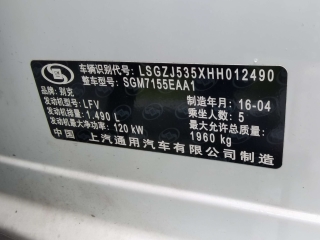 车辆识别代号：LSGZJ535XHH012490
整车型号：SGM7155EAA1
品牌：别克
发动机型号：LFV 制造年月：16-04
发动机排量：1.490 L 乘坐人数：5
发动机最大净功率：120 kW 最大允许总质量：1960 kg
中国 上汽通用汽车有限公司制造